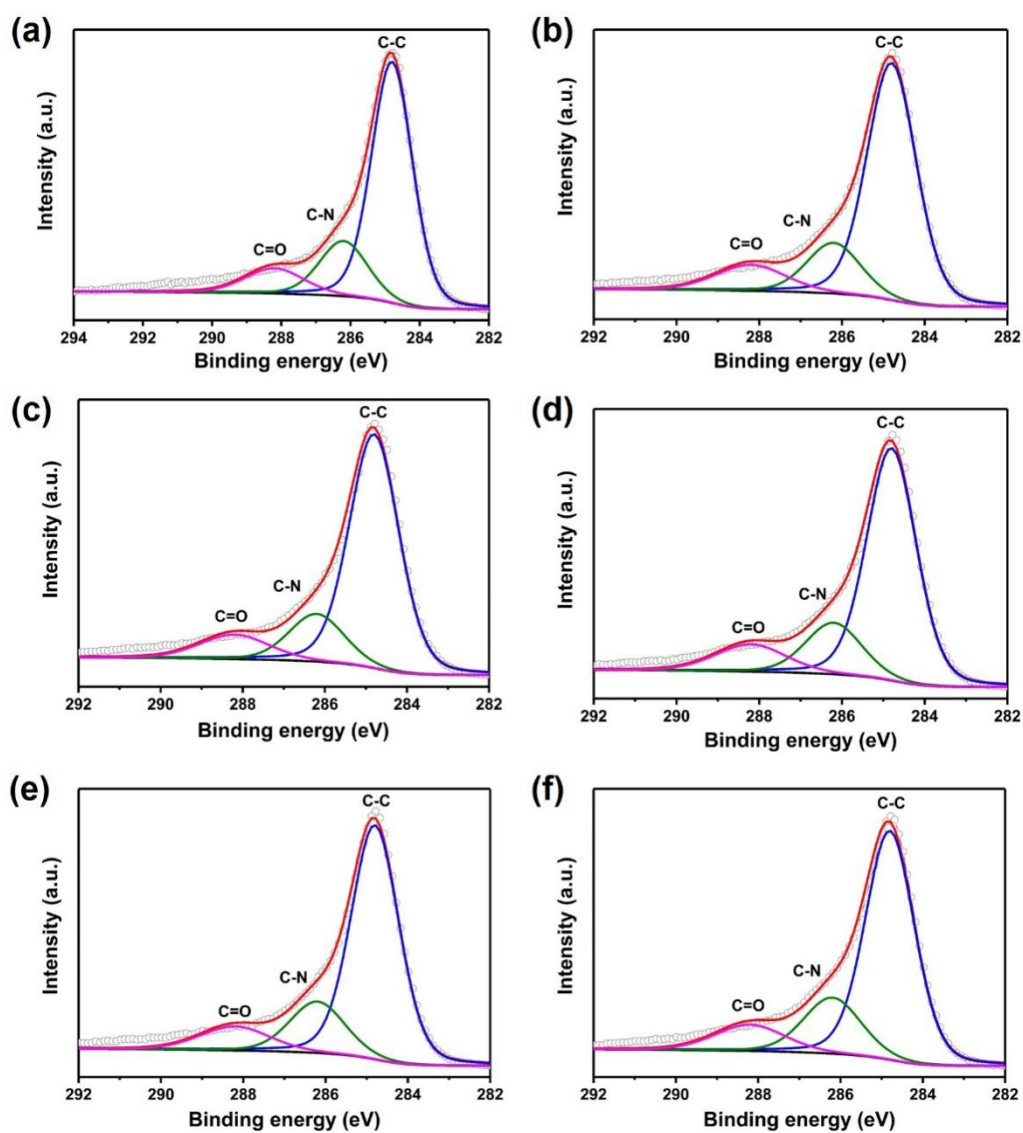 (a)
C-C
C-N
C=O
Intensity (a.u.)
294 292 290 288 286 284 282
Binding energy (eV)
(b)
C-C
C-N
C=O
Intensity (a.u.)
292 290 288 286 284 282
Binding energy (eV)
(c)
C-C
C-N
C=O
Intensity (a.u.)
292 290 288 286 284 282
Binding energy (eV)
(d)
C-C
C-N
C=O
Intensity (a.u.)
292 290 288 286 284 282
Binding energy (eV)
(e)
C-C
C-N
C=O
Intensity (a.u.)
292 290 288 286 284 282
Binding energy (eV)
(f)
C-C
C-N
C=O
Intensity (a.u.)
292 290 288 286 284 282
Binding energy (eV)